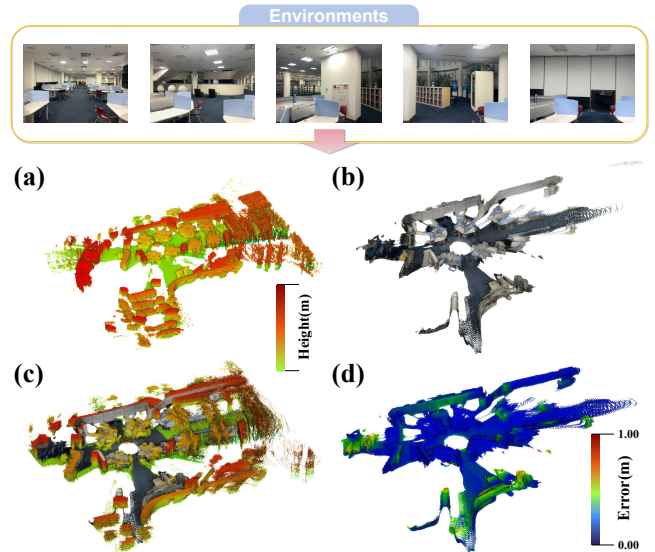 Environments
(a)
(b)
Height(m)
(c)
(d)
1.00
Error(m)
0.00